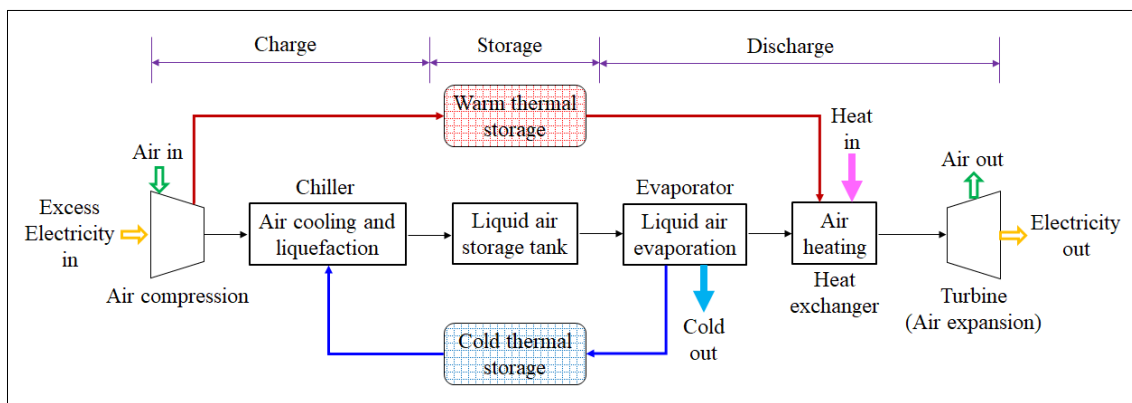 Charge
Storage
Discharge
Warm thermal
storage
Heat
in
Air in
Air out
Chiller
Evaporator
Excess
Electricity
in
Air cooling and
liquefaction
Liquid air
storage tank
Liquid air
evaporation
Air
heating
Electricity
out
Air compression
Heat
exchanger
Turbine
(Air expansion)
Cold
out
Cold thermal
storage